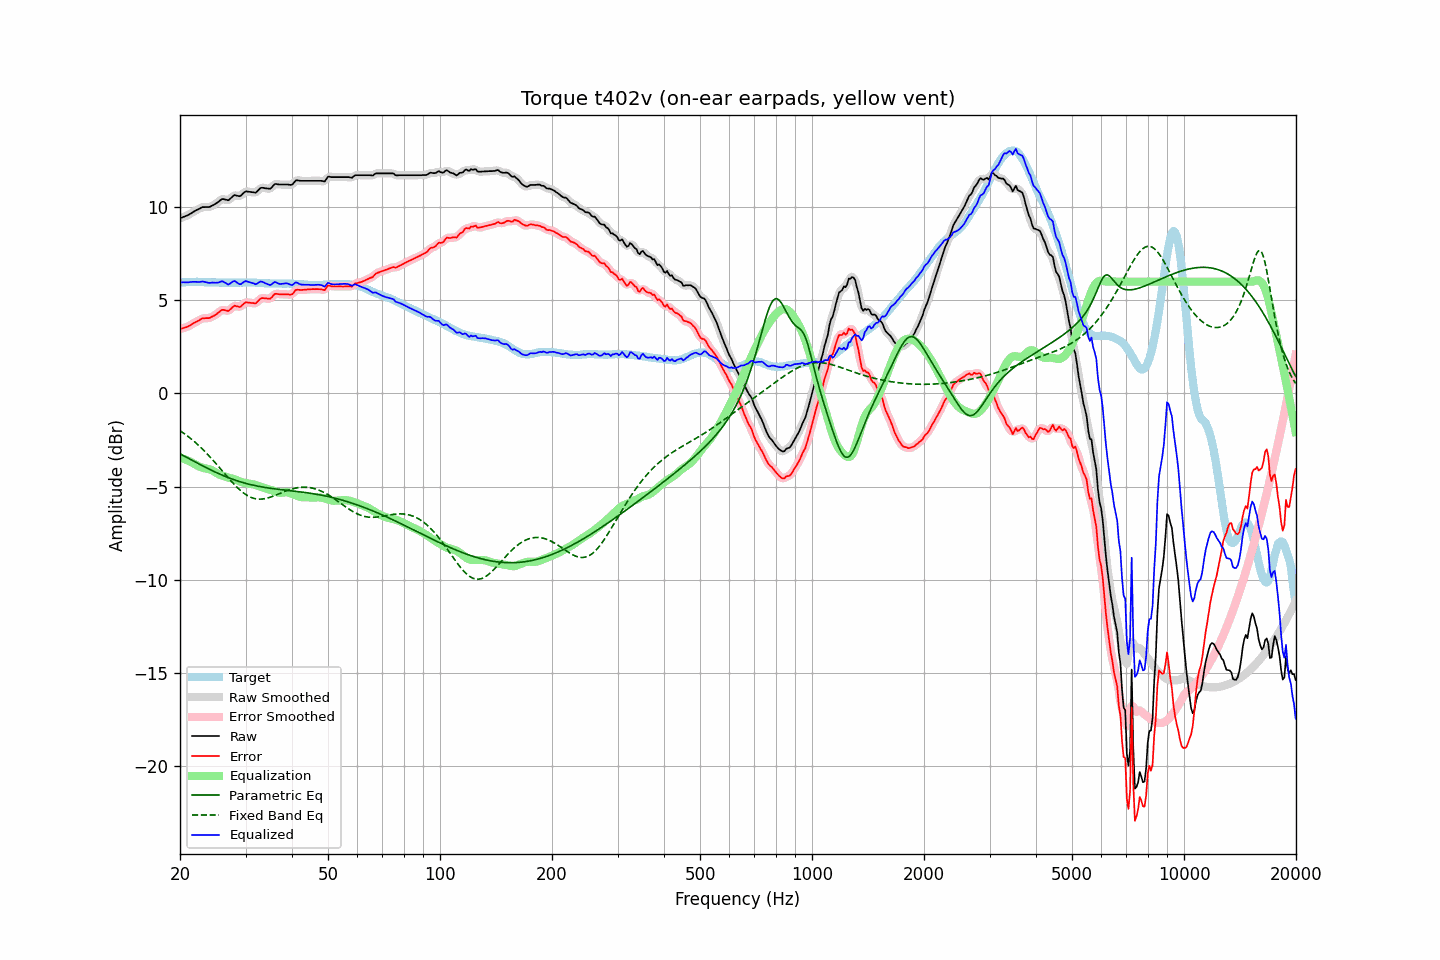 Torque t402v (on-ear earpads, yellow vent)
Amplitude (dBr)
10
5
0
−5
−10
−15
−20
Target
Raw Smoothed
Error Smoothed
Raw
Error
Equalization
Parametric Eq
Fixed Band Eq
Equalized
20 50 100 200 500 1000 2000 5000 10000 20000
Frequency (Hz)